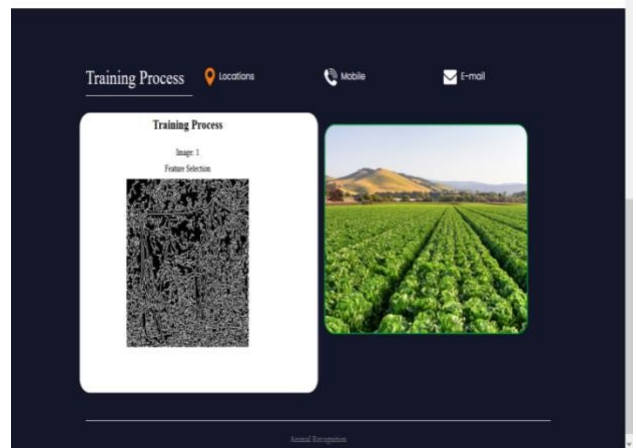 Training Process
Locations
Mobile
E-mail
Training Process
Image: 1
Feature Selection
Animal Recognition